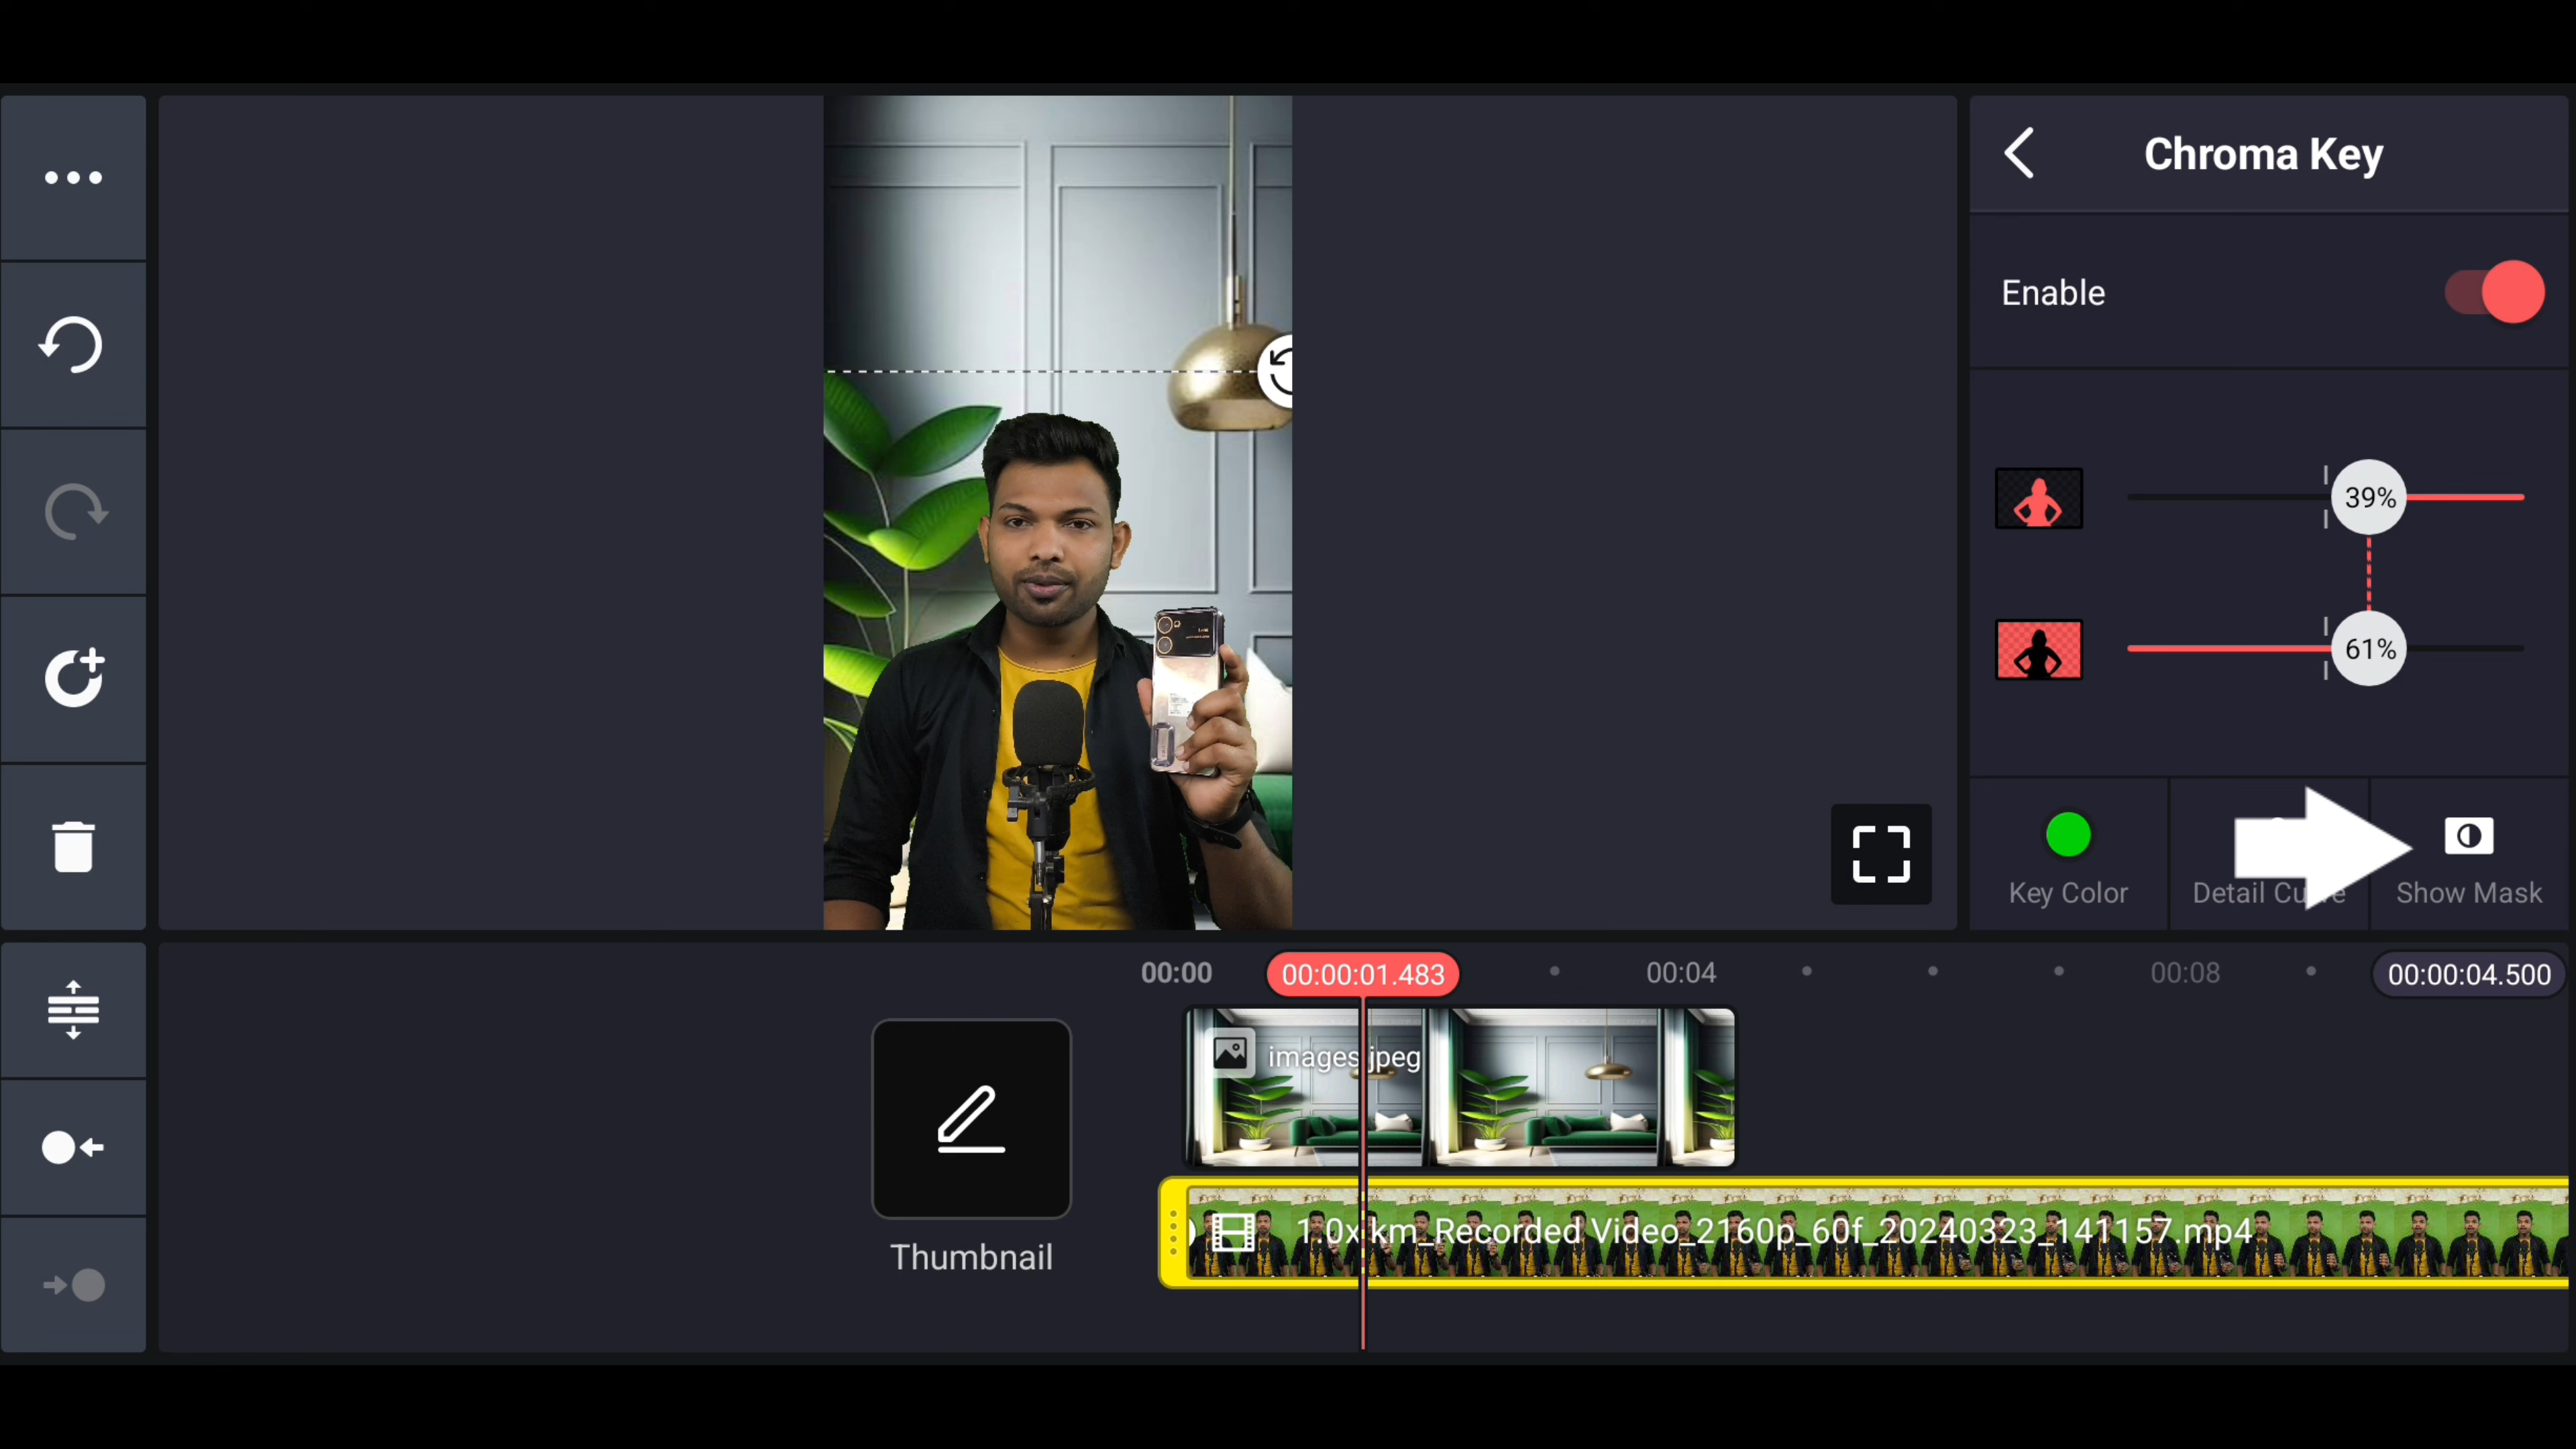 Chroma Key
Enable
39%
61%
Key Color
Detail Curve
Show Mask
00:00
00:00:01.483
00:04
00:08
00:00:04.500
images.jpeg
1.0x km_Recorded Video_2160p_60f_20240323_141157.mp4
Thumbnail